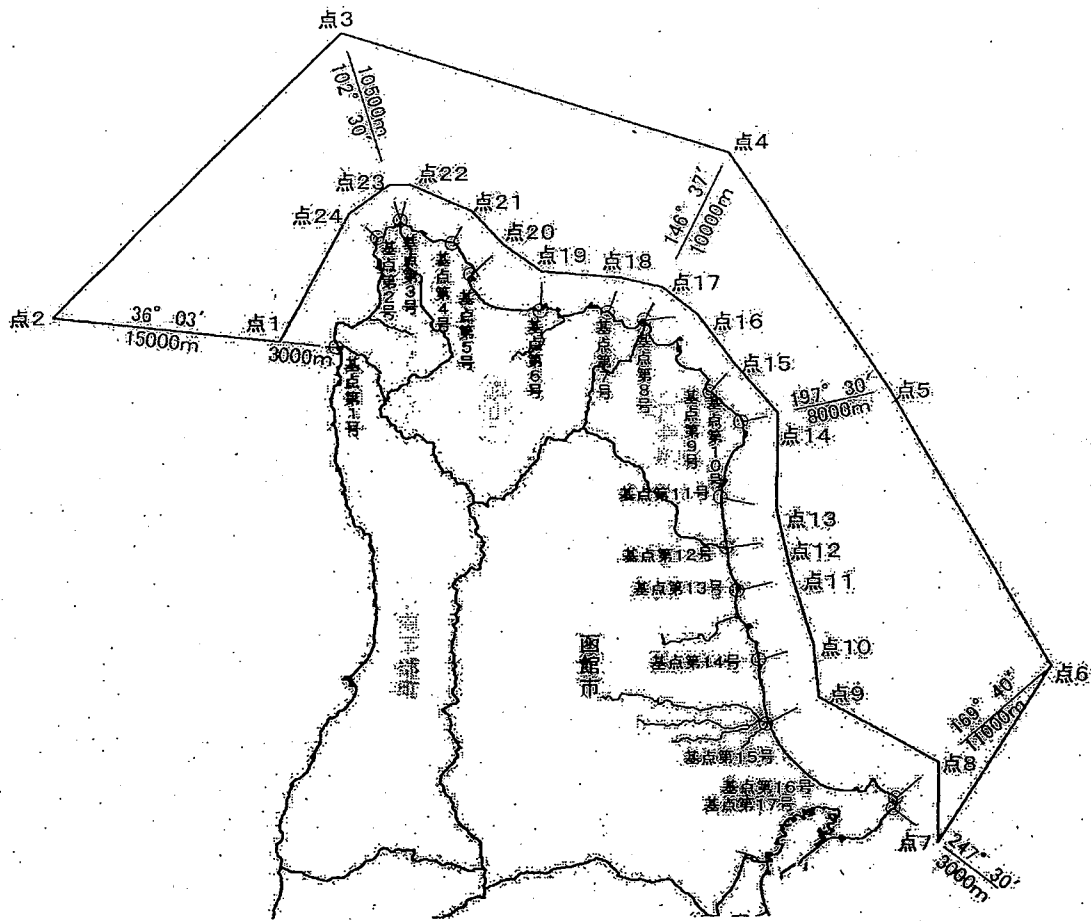 点3
10500m
102° 30′
点4
146° 37′
10000m
点23
点22
点24
点21
点20
点19
点18
点17
点16
点15
点2
36° 03′
15000m
点1
3000m
基点第1号
基点第2号
基点第3号
基点第4号
基点第5号
基点第6号
基点第7号
基点第8号
基点第9号
基点第10号
197° 30′
8000m
点5
点14
基点第11号
点13
基点第12号
点12
基点第13号
点11
函館市
基点第14号
点10
点6
169° 40′
11000m
点9
基点第15号
点8
基点第16号
基点第17号
点7
247° 30′
3000m